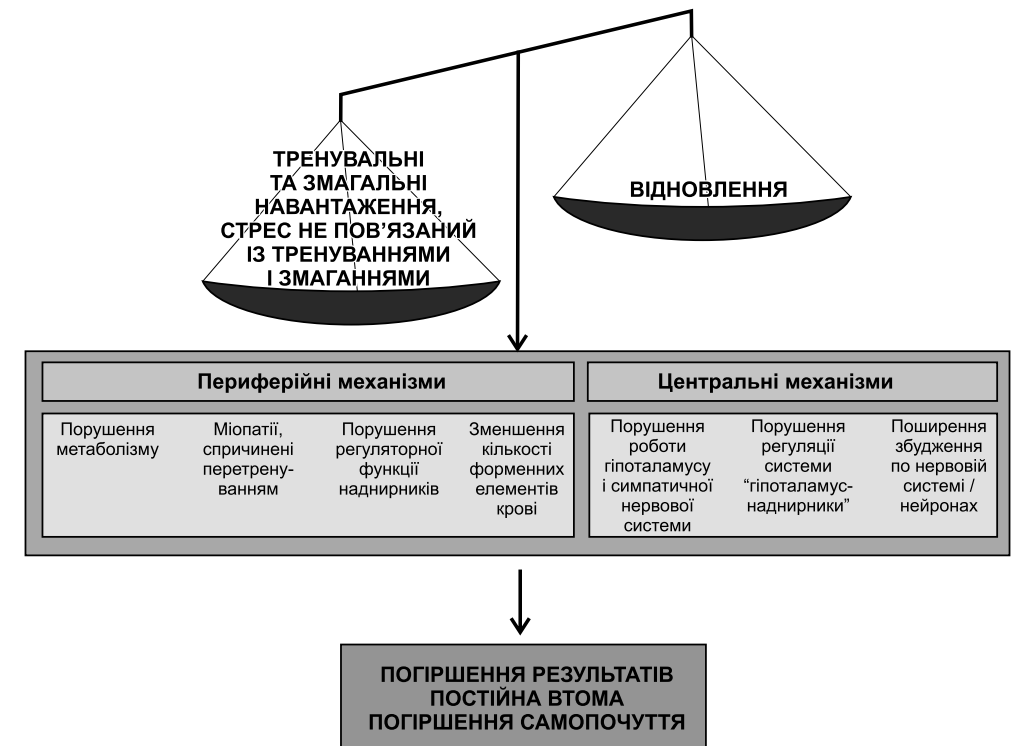 ТРЕНУВАЛЬНІ
ТА ЗМАГАЛЬНІ
НАВАНТАЖЕННЯ,
СТРЕС НЕ ПОВ’ЯЗАНИЙ
ІЗ ТРЕНУВАННЯМИ
І ЗМАГАННЯМИ
ВІДНОВЛЕННЯ
Периферійні механізми
Порушення
метаболізму
Міопатії,
спричинені
перетрену-
ванням
Порушення
регуляторної
функції
наднирників
Зменшення
кількості
форменних
елементів
крові
Центральні механізми
Порушення
роботи
гіпоталамусу
і симпатичної
нервової
системи
Порушення
регуляції
системи
“гіпоталамус-
наднирники”
Поширення
збудження
по нервовій
системі /
нейронах
ПОГІРШЕННЯ РЕЗУЛЬТАТІВ
ПОСТІЙНА ВТОМА
ПОГІРШЕННЯ САМОПОЧУТТЯ